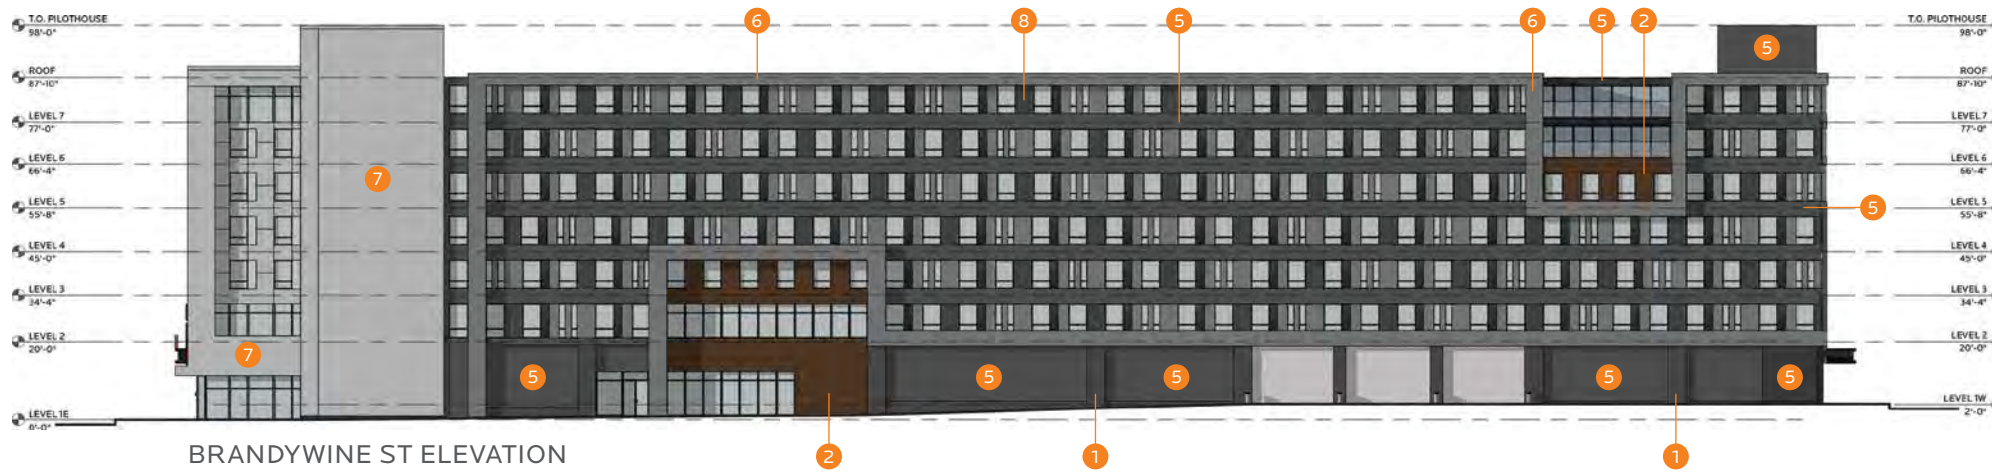 6
8
5
6
5
2
T.O. PILOTHOUSE
98'-0"
T.O. PILOTHOUSE
98'-0"
5
ROOF
87'-10"
ROOF
87'-10"
LEVEL 7
77'-0"
LEVEL 7
77'-0"
LEVEL 6
66'-4"
LEVEL 6
66'-4"
7
LEVEL 5
55'-8"
5
LEVEL 5
55'-8"
LEVEL 4
45'-0"
LEVEL 4
45'-0"
LEVEL 3
34'-4"
LEVEL 3
34'-4"
LEVEL 2
20'-0"
LEVEL 2
20'-0"
7
5
5
5
5
5
LEVEL 1E
0'-0"
LEVEL 1W
2'-0"
BRANDYWINE ST ELEVATION
2
1
1